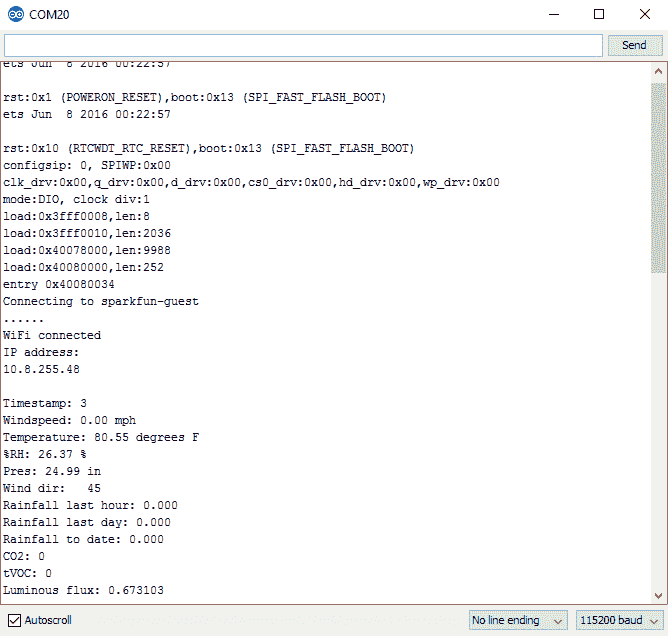 COM20
Send
ets Jun  8 2016 00:22:57
rst:0x1 (POWERON_RESET),boot:0x13 (SPI_FAST_FLASH_BOOT)
ets Jun  8 2016 00:22:57
rst:0x10 (RTCWDT_RTC_RESET),boot:0x13 (SPI_FAST_FLASH_BOOT)
configsip: 0, SPIWP:0x00
clk_drv:0x00,q_drv:0x00,d_drv:0x00,cs0_drv:0x00,hd_drv:0x00,wp_drv:0x00
mode:DIO, clock div:1
load:0x3fff0008,len:8
load:0x3fff0010,len:2036
load:0x40078000,len:9988
load:0x40080000,len:252
entry 0x40080034
Connecting to sparkfun-guest
......
WiFi connected
IP address:
10.8.255.48
Timestamp: 3
Windspeed: 0.00 mph
Temperature: 80.55 degrees F
%RH: 26.37 %
Pres: 24.99 in
Wind dir:   45
Rainfall last hour: 0.000
Rainfall last day: 0.000
Rainfall to date: 0.000
CO2: 0
tVOC: 0
Luminous flux: 0.673103
Autoscroll
No line ending
115200 baud